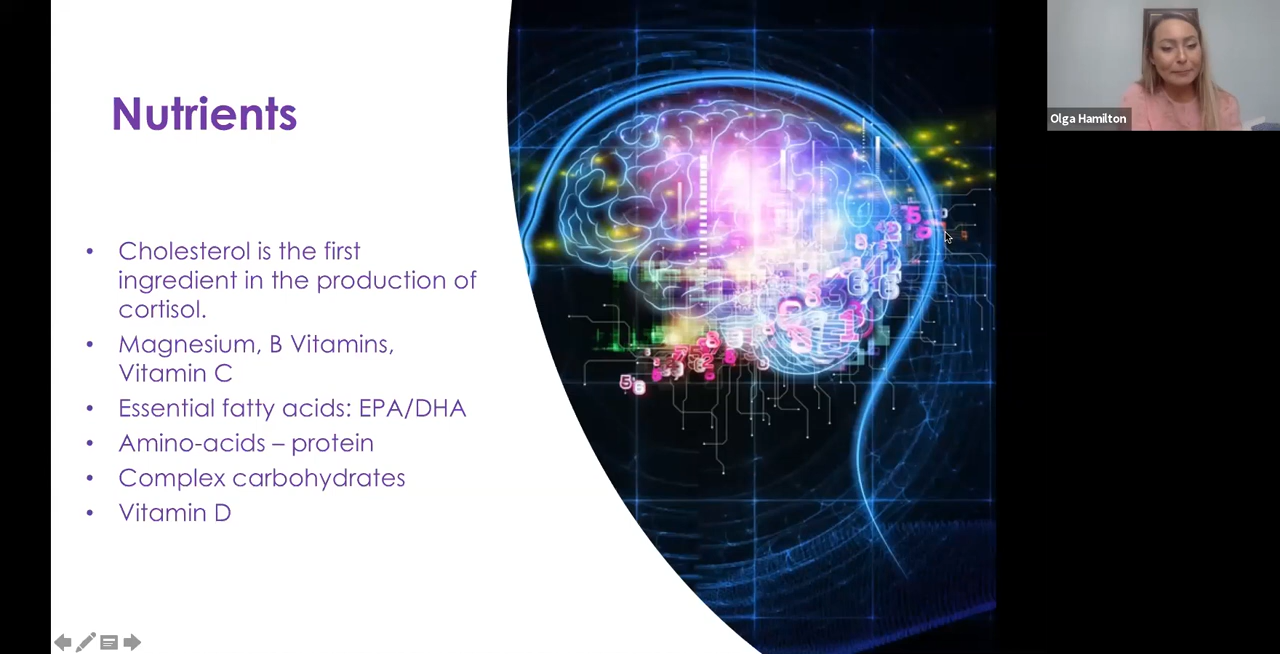 Nutrients
• Cholesterol is the first
ingredient in the production of
cortisol.
• Magnesium, B Vitamins,
Vitamin C
• Essential fatty acids: EPA/DHA
• Amino-acids – protein
• Complex carbohydrates
• Vitamin D
Olga Hamilton